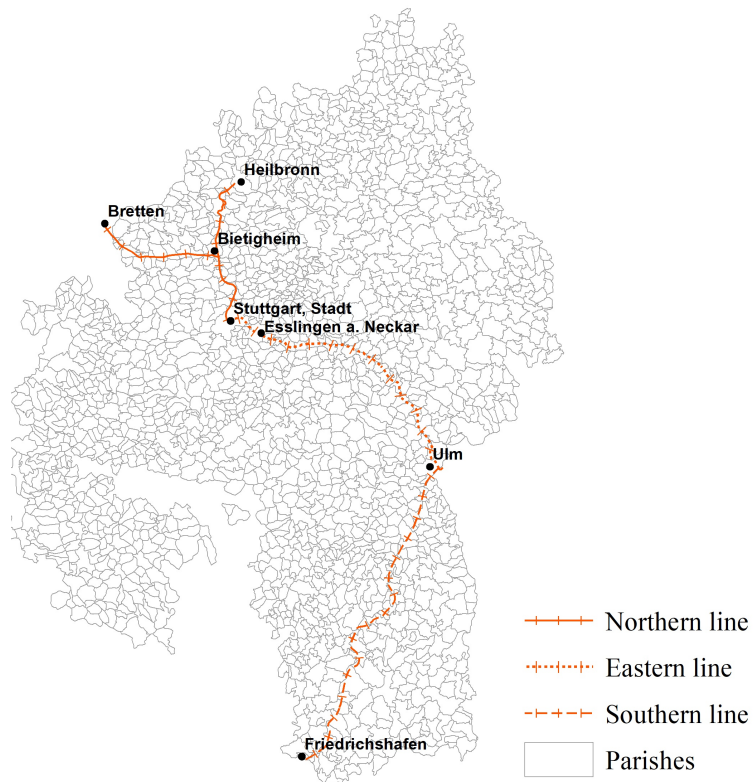 Heilbronn
Bretten
Bietigheim
Stuttgart, Stadt
Esslingen a. Neckar
Ulm
Friedrichshafen
Northern line
Eastern line
Southern line
Parishes